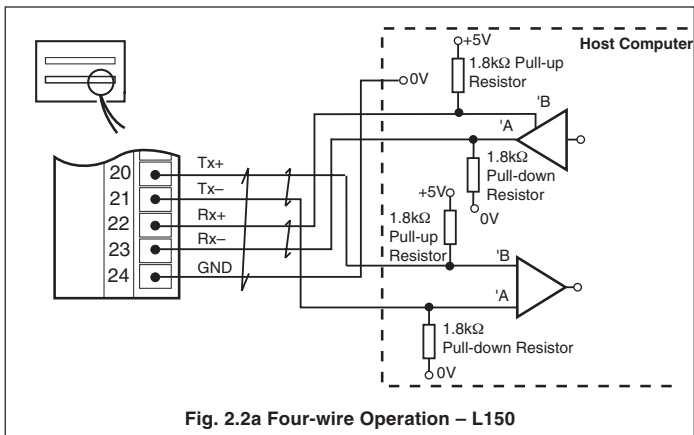 +5V
Host Computer
1.8kΩ Pull-up
Resistor
0V
'B
'A
20
Tx+
21
Tx–
22
Rx+
23
Rx–
24
GND
1.8kΩ
Pull-down
Resistor
0V
+5V
1.8kΩ
Pull-up
Resistor
'B
'A
1.8kΩ
Pull-down Resistor
0V
Fig. 2.2a Four-wire Operation – L150